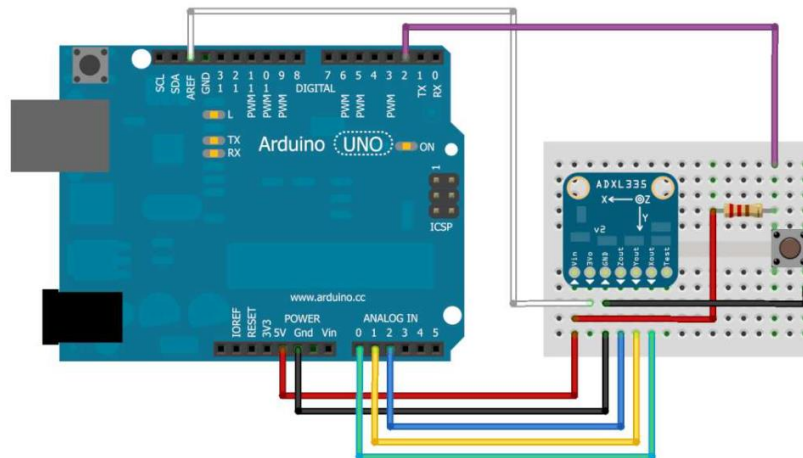 SCL
SDA
AREF
GND
13
12
PWM 11
PWM 10
PWM 9
8
7
PWM 6
PWM 5
4
PWM 3
2
TX 1
RX 0
DIGITAL
L
TX
RX
Arduino UNO
ON
1
ICSP
ADXL335
X
Z
Y
v2
Vin
3Vo
GND
Zout
Yout
Xout
Test
www.arduino.cc
POWER
ANALOG IN
IOREF
RESET
3V3
5V
Gnd
Vin
0 1 2 3 4 5